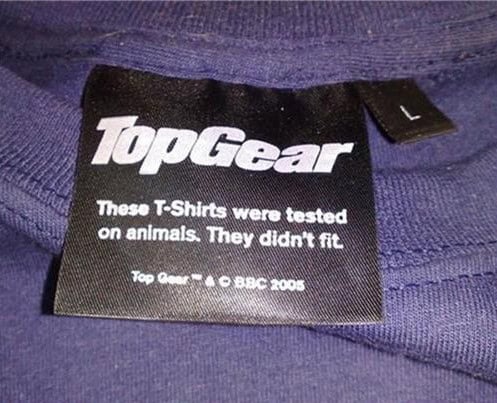 TopGear
L
These T-Shirts were tested
on animals. They didn't fit.
Top Gear™ & © BBC 2005